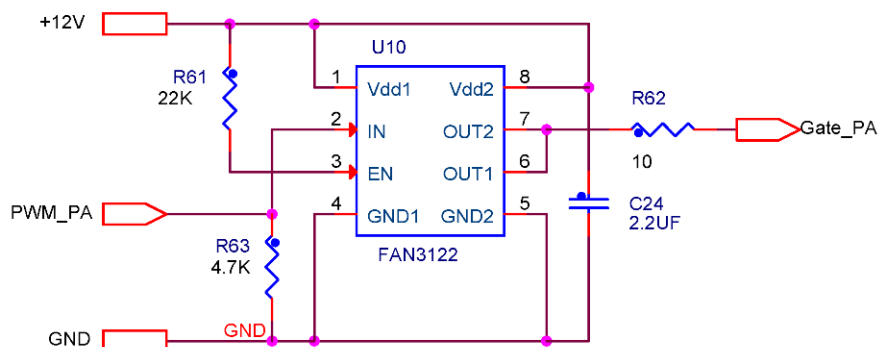 +12V
U10
R61
22K
1
Vdd1
Vdd2
8
R62
2
IN
OUT2
7
Gate_PA
10
3
EN
OUT1
6
PWM_PA
4
GND1
GND2
5
C24
2.2UF
R63
4.7K
FAN3122
GND
GND